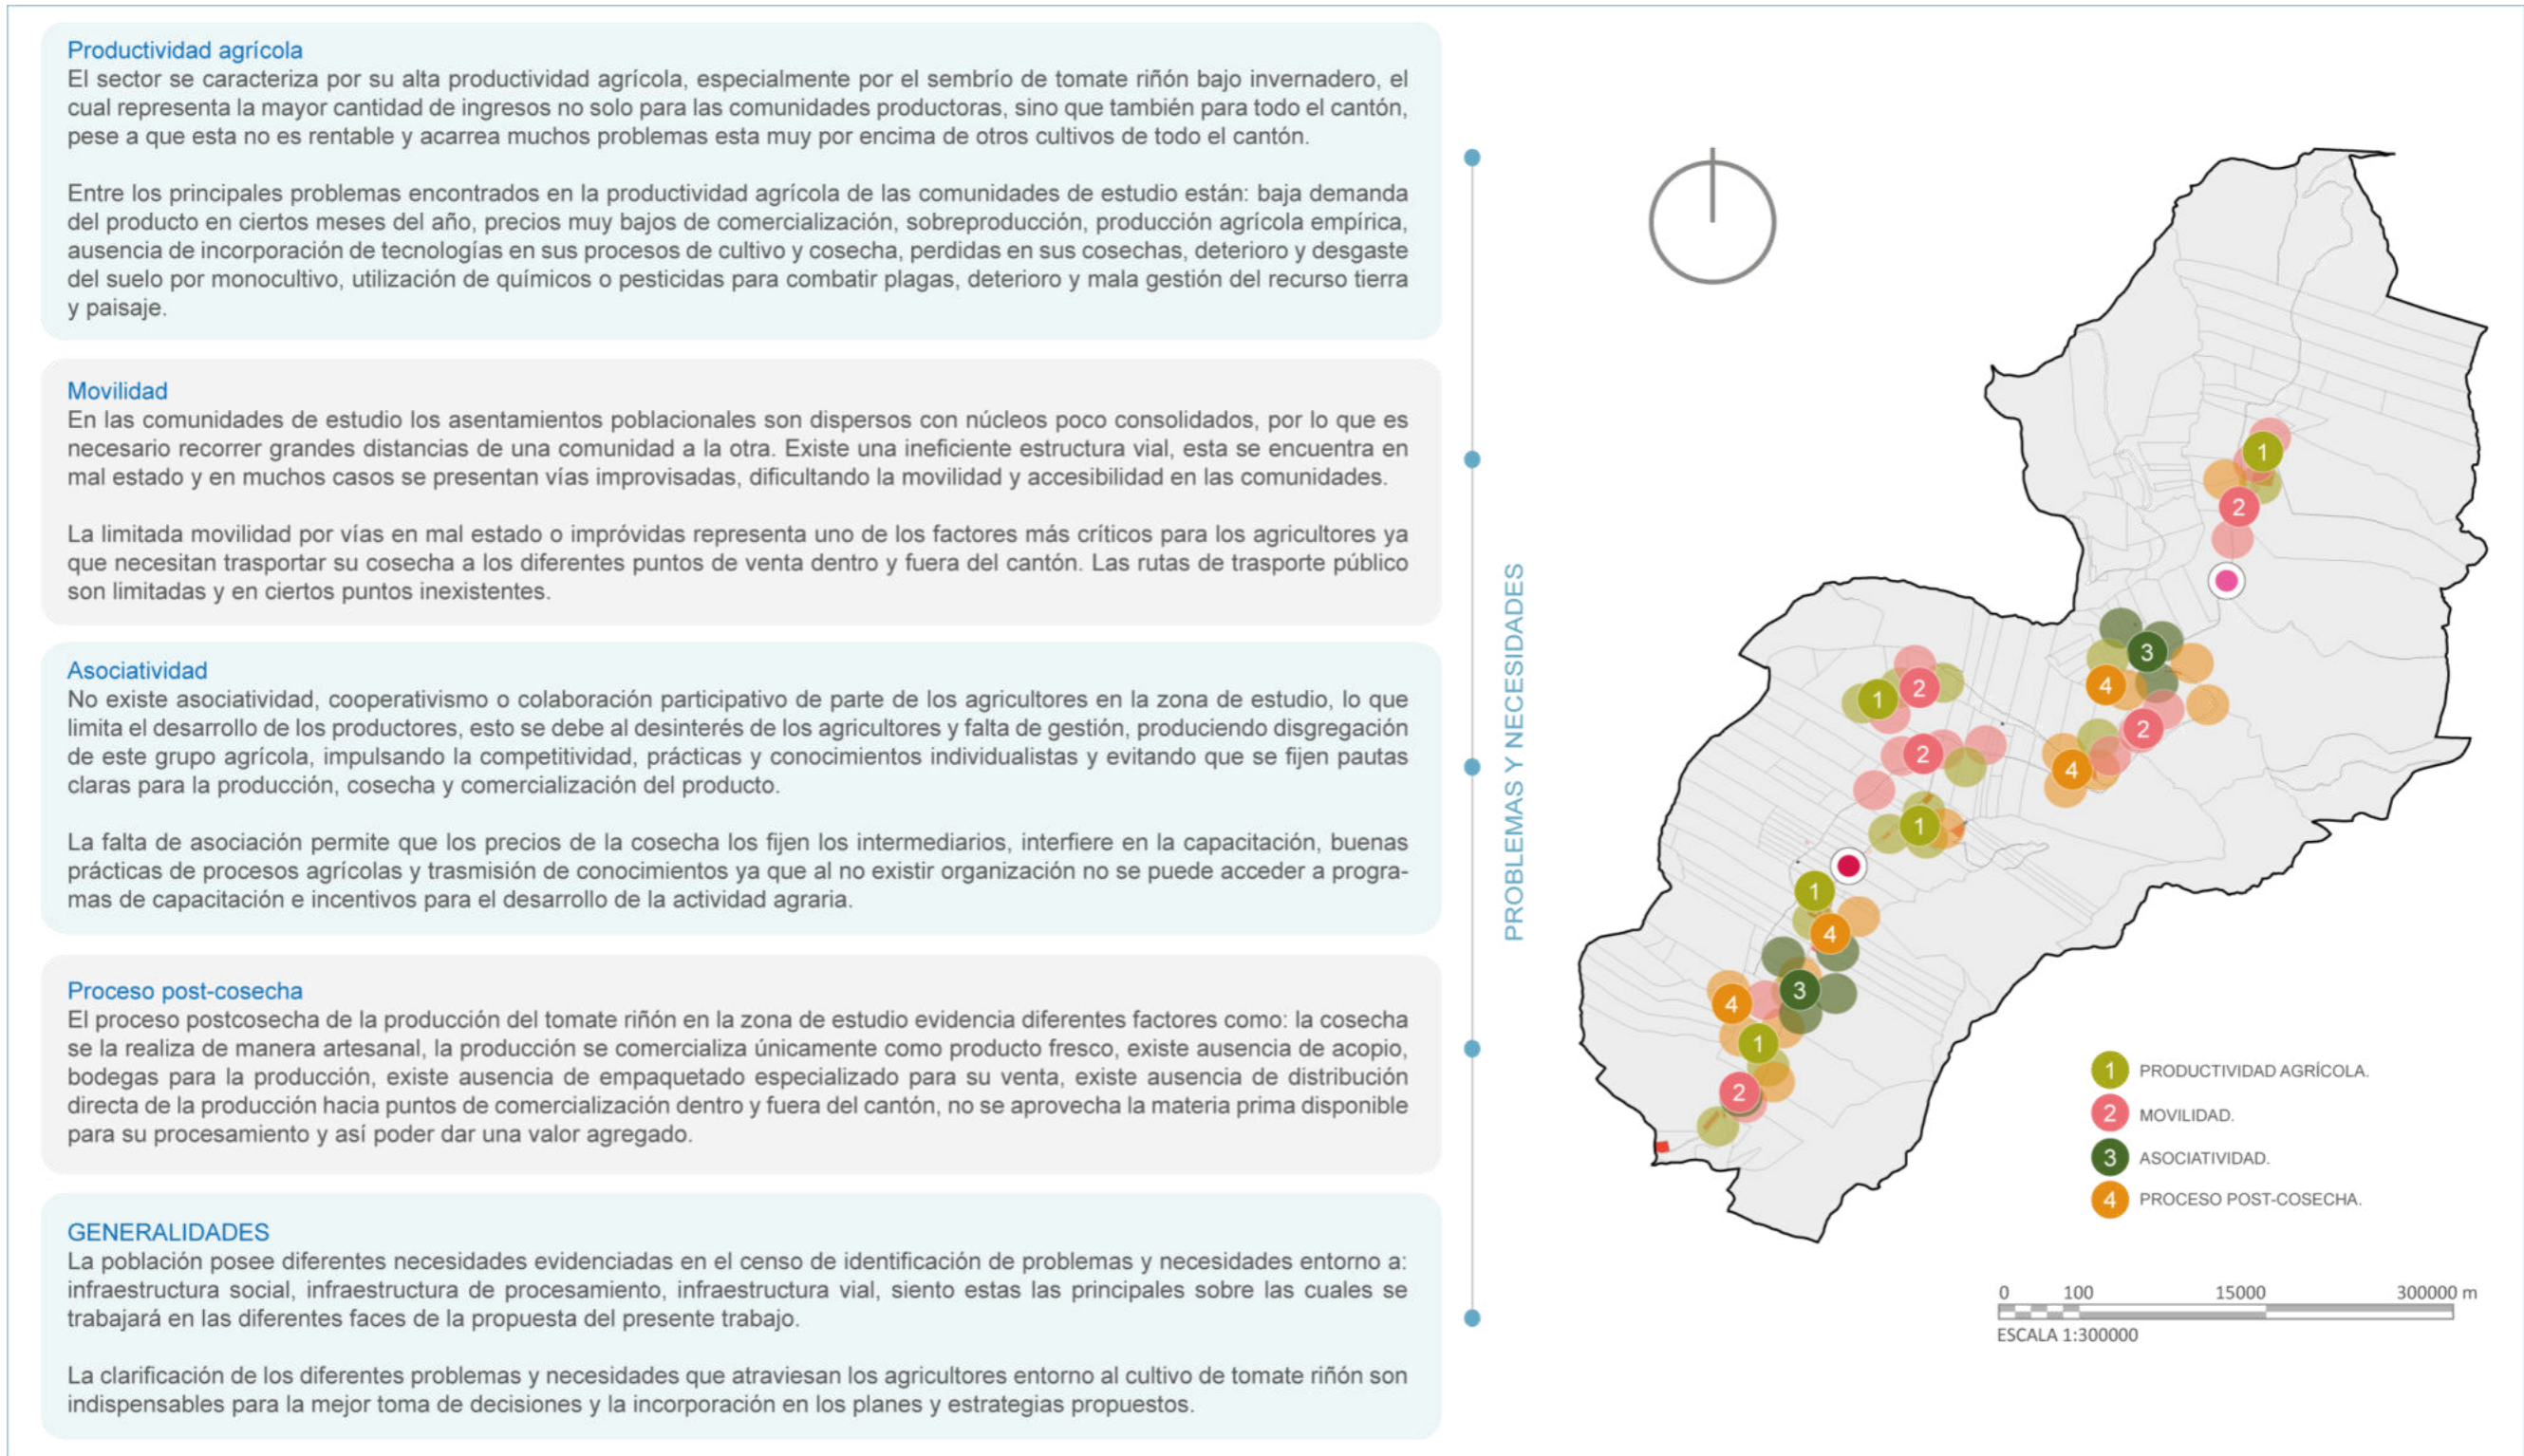 Productividad agrícola
El sector se caracteriza por su alta productividad agrícola, especialmente por el sembrío de tomate riñón bajo invernadero, el
cual representa la mayor cantidad de ingresos no solo para las comunidades productoras, sino que también para todo el cantón,
pese a que esta no es rentable y acarrea muchos problemas esta muy por encima de otros cultivos de todo el cantón.
Entre los principales problemas encontrados en la productividad agrícola de las comunidades de estudio están: baja demanda
del producto en ciertos meses del año, precios muy bajos de comercialización, sobreproducción, producción agrícola empírica,
ausencia de incorporación de tecnologías en sus procesos de cultivo y cosecha, perdidas en sus cosechas, deterioro y desgaste
del suelo por monocultivo, utilización de químicos o pesticidas para combatir plagas, deterioro y mala gestión del recurso tierra
y paisaje.
Movilidad
En las comunidades de estudio los asentamientos poblacionales son dispersos con núcleos poco consolidados, por lo que es
necesario recorrer grandes distancias de una comunidad a la otra. Existe una ineficiente estructura vial, esta se encuentra en
mal estado y en muchos casos se presentan vías improvisadas, dificultando la movilidad y accesibilidad en las comunidades.
La limitada movilidad por vías en mal estado o impróvidas representa uno de los factores más críticos para los agricultores ya
que necesitan trasportar su cosecha a los diferentes puntos de venta dentro y fuera del cantón. Las rutas de trasporte público
son limitadas y en ciertos puntos inexistentes.
Asociatividad
No existe asociatividad, cooperativismo o colaboración participativo de parte de los agricultores en la zona de estudio, lo que
limita el desarrollo de los productores, esto se debe al desinterés de los agricultores y falta de gestión, produciendo disgregación
de este grupo agrícola, impulsando la competitividad, prácticas y conocimientos individualistas y evitando que se fijen pautas
claras para la producción, cosecha y comercialización del producto.
La falta de asociación permite que los precios de la cosecha los fijen los intermediarios, interfiere en la capacitación, buenas
prácticas de procesos agrícolas y trasmisión de conocimientos ya que al no existir organización no se puede acceder a progra-
mas de capacitación e incentivos para el desarrollo de la actividad agraria.
Proceso post-cosecha
El proceso postcosecha de la producción del tomate riñón en la zona de estudio evidencia diferentes factores como: la cosecha
se la realiza de manera artesanal, la producción se comercializa únicamente como producto fresco, existe ausencia de acopio,
bodegas para la producción, existe ausencia de empaquetado especializado para su venta, existe ausencia de distribución
directa de la producción hacia puntos de comercialización dentro y fuera del cantón, no se aprovecha la materia prima disponible
para su procesamiento y así poder dar una valor agregado.
GENERALIDADES
La población posee diferentes necesidades evidenciadas en el censo de identificación de problemas y necesidades entorno a:
infraestructura social, infraestructura de procesamiento, infraestructura vial, siento estas las principales sobre las cuales se
trabajará en las diferentes faces de la propuesta del presente trabajo.
La clarificación de los diferentes problemas y necesidades que atraviesan los agricultores entorno al cultivo de tomate riñón son
indispensables para la mejor toma de decisiones y la incorporación en los planes y estrategias propuestos.
PROBLEMAS Y NECESIDADES
1
2
3
4
1
2
2
2
4
1
1
4
3
4
1
2
1 PRODUCTIVIDAD AGRÍCOLA.
2 MOVILIDAD.
3 ASOCIATIVIDAD.
4 PROCESO POST-COSECHA.
0 100 15000 300000 m
ESCALA 1:300000